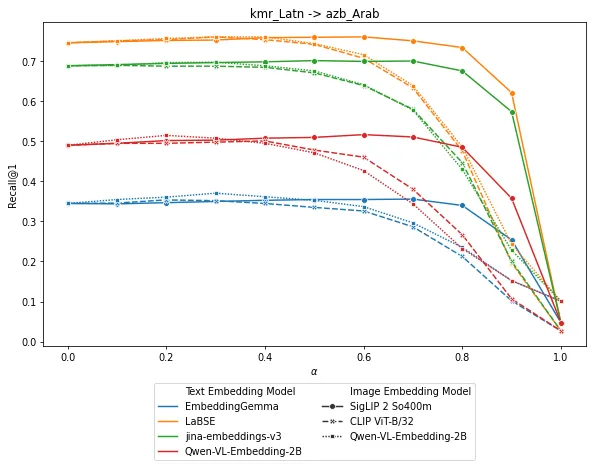 kmr_Latn -> azb_Arab
Recall@1
0.7
0.6
0.5
0.4
0.3
0.2
0.1
0.0
0.0 0.2 0.4 0.6 0.8 1.0
α
Text Embedding Model Image Embedding Model
EmbeddingGemma SigLIP 2 So400m
LaBSE CLIP ViT-B/32
jina-embeddings-v3 Qwen-VL-Embedding-2B
Qwen-VL-Embedding-2B